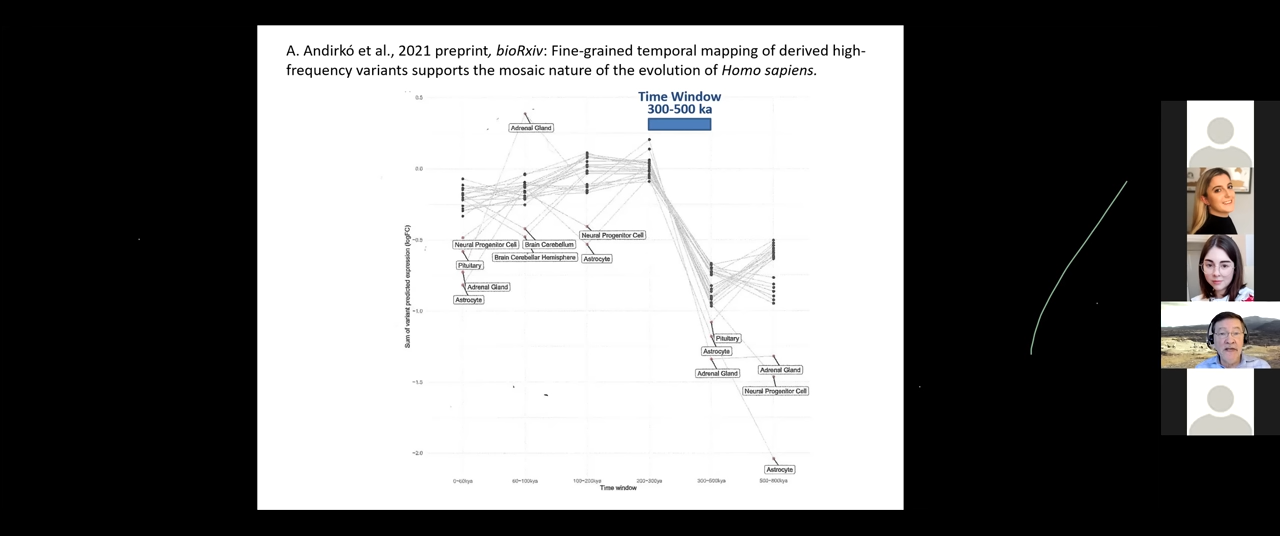 A. Andirkó et al., 2021 preprint, bioRxiv: Fine-grained temporal mapping of derived high-
frequency variants supports the mosaic nature of the evolution of Homo sapiens.
Time Window
300-500 ka
0.5
Adrenal Gland
0.0
Neural Progenitor Cell
-0.5
Neural Progenitor Cell
Brain Cerebellum
Brain Cerebellar Hemisphere
Astrocyte
Pituitary
Adrenal Gland
Astrocyte
-1.0
Pituitary
Astrocyte
Adrenal Gland
Adrenal Gland
-1.5
Neural Progenitor Cell
-2.0
Astrocyte
Sum of variant predicted expression (logFC)
0-60kya
60-100kya
100-200kya
200-300kya
300-500kya
500-800kya
Time window